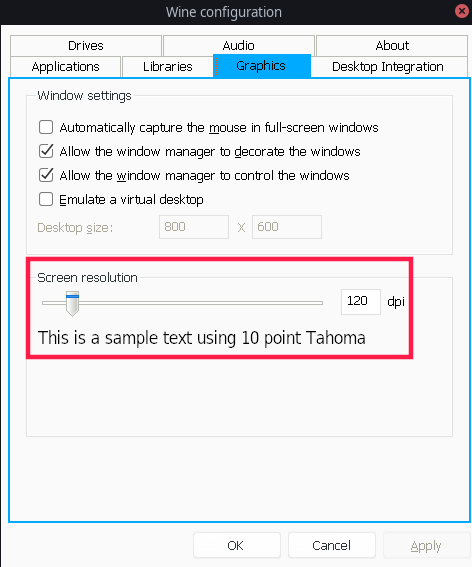 Wine configuration
Drives Audio About
Applications Libraries Graphics Desktop Integration
Window settings
Automatically capture the mouse in full-screen windows
Allow the window manager to decorate the windows
Allow the window manager to control the windows
Emulate a virtual desktop
Desktop size: 800 X 600
Screen resolution
120 dpi
This is a sample text using 10 point Tahoma
OK Cancel Apply